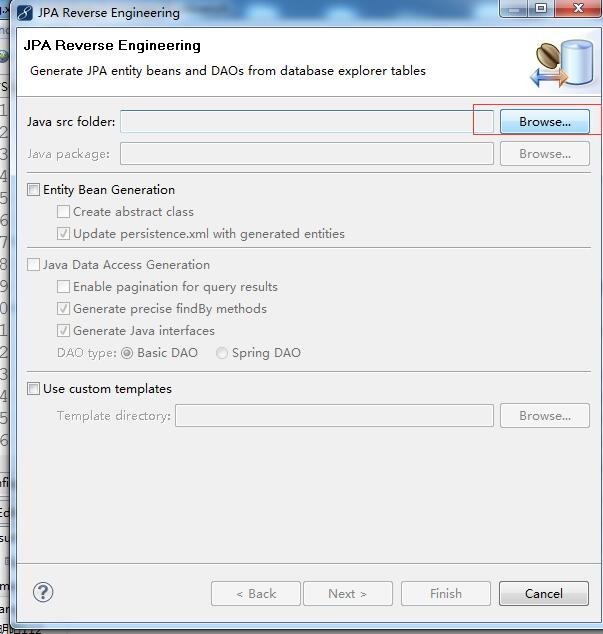 JPA Reverse Engineering
JPA Reverse Engineering
Generate JPA entity beans and DAOs from database explorer tables
Java src folder: Browse...
Java package: Browse...
Entity Bean Generation
Create abstract class
Update persistence.xml with generated entities
Java Data Access Generation
Enable pagination for query results
Generate precise findBy methods
Generate Java interfaces
DAO type: Basic DAO Spring DAO
Use custom templates
Template directory: Browse...
? < Back Next > Finish Cancel